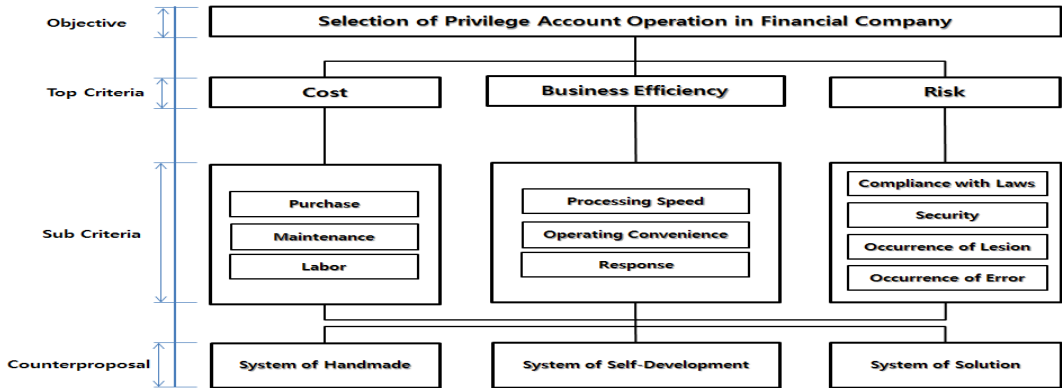 Objective
Selection of Privilege Account Operation in Financial Company
Top Criteria
Cost
Business Efficiency
Risk
Sub Criteria
Purchase
Maintenance
Labor
Processing Speed
Operating Convenience
Response
Compliance with Laws
Security
Occurrence of Lesion
Occurrence of Error
Counterproposal
System of Handmade
System of Self-Development
System of Solution